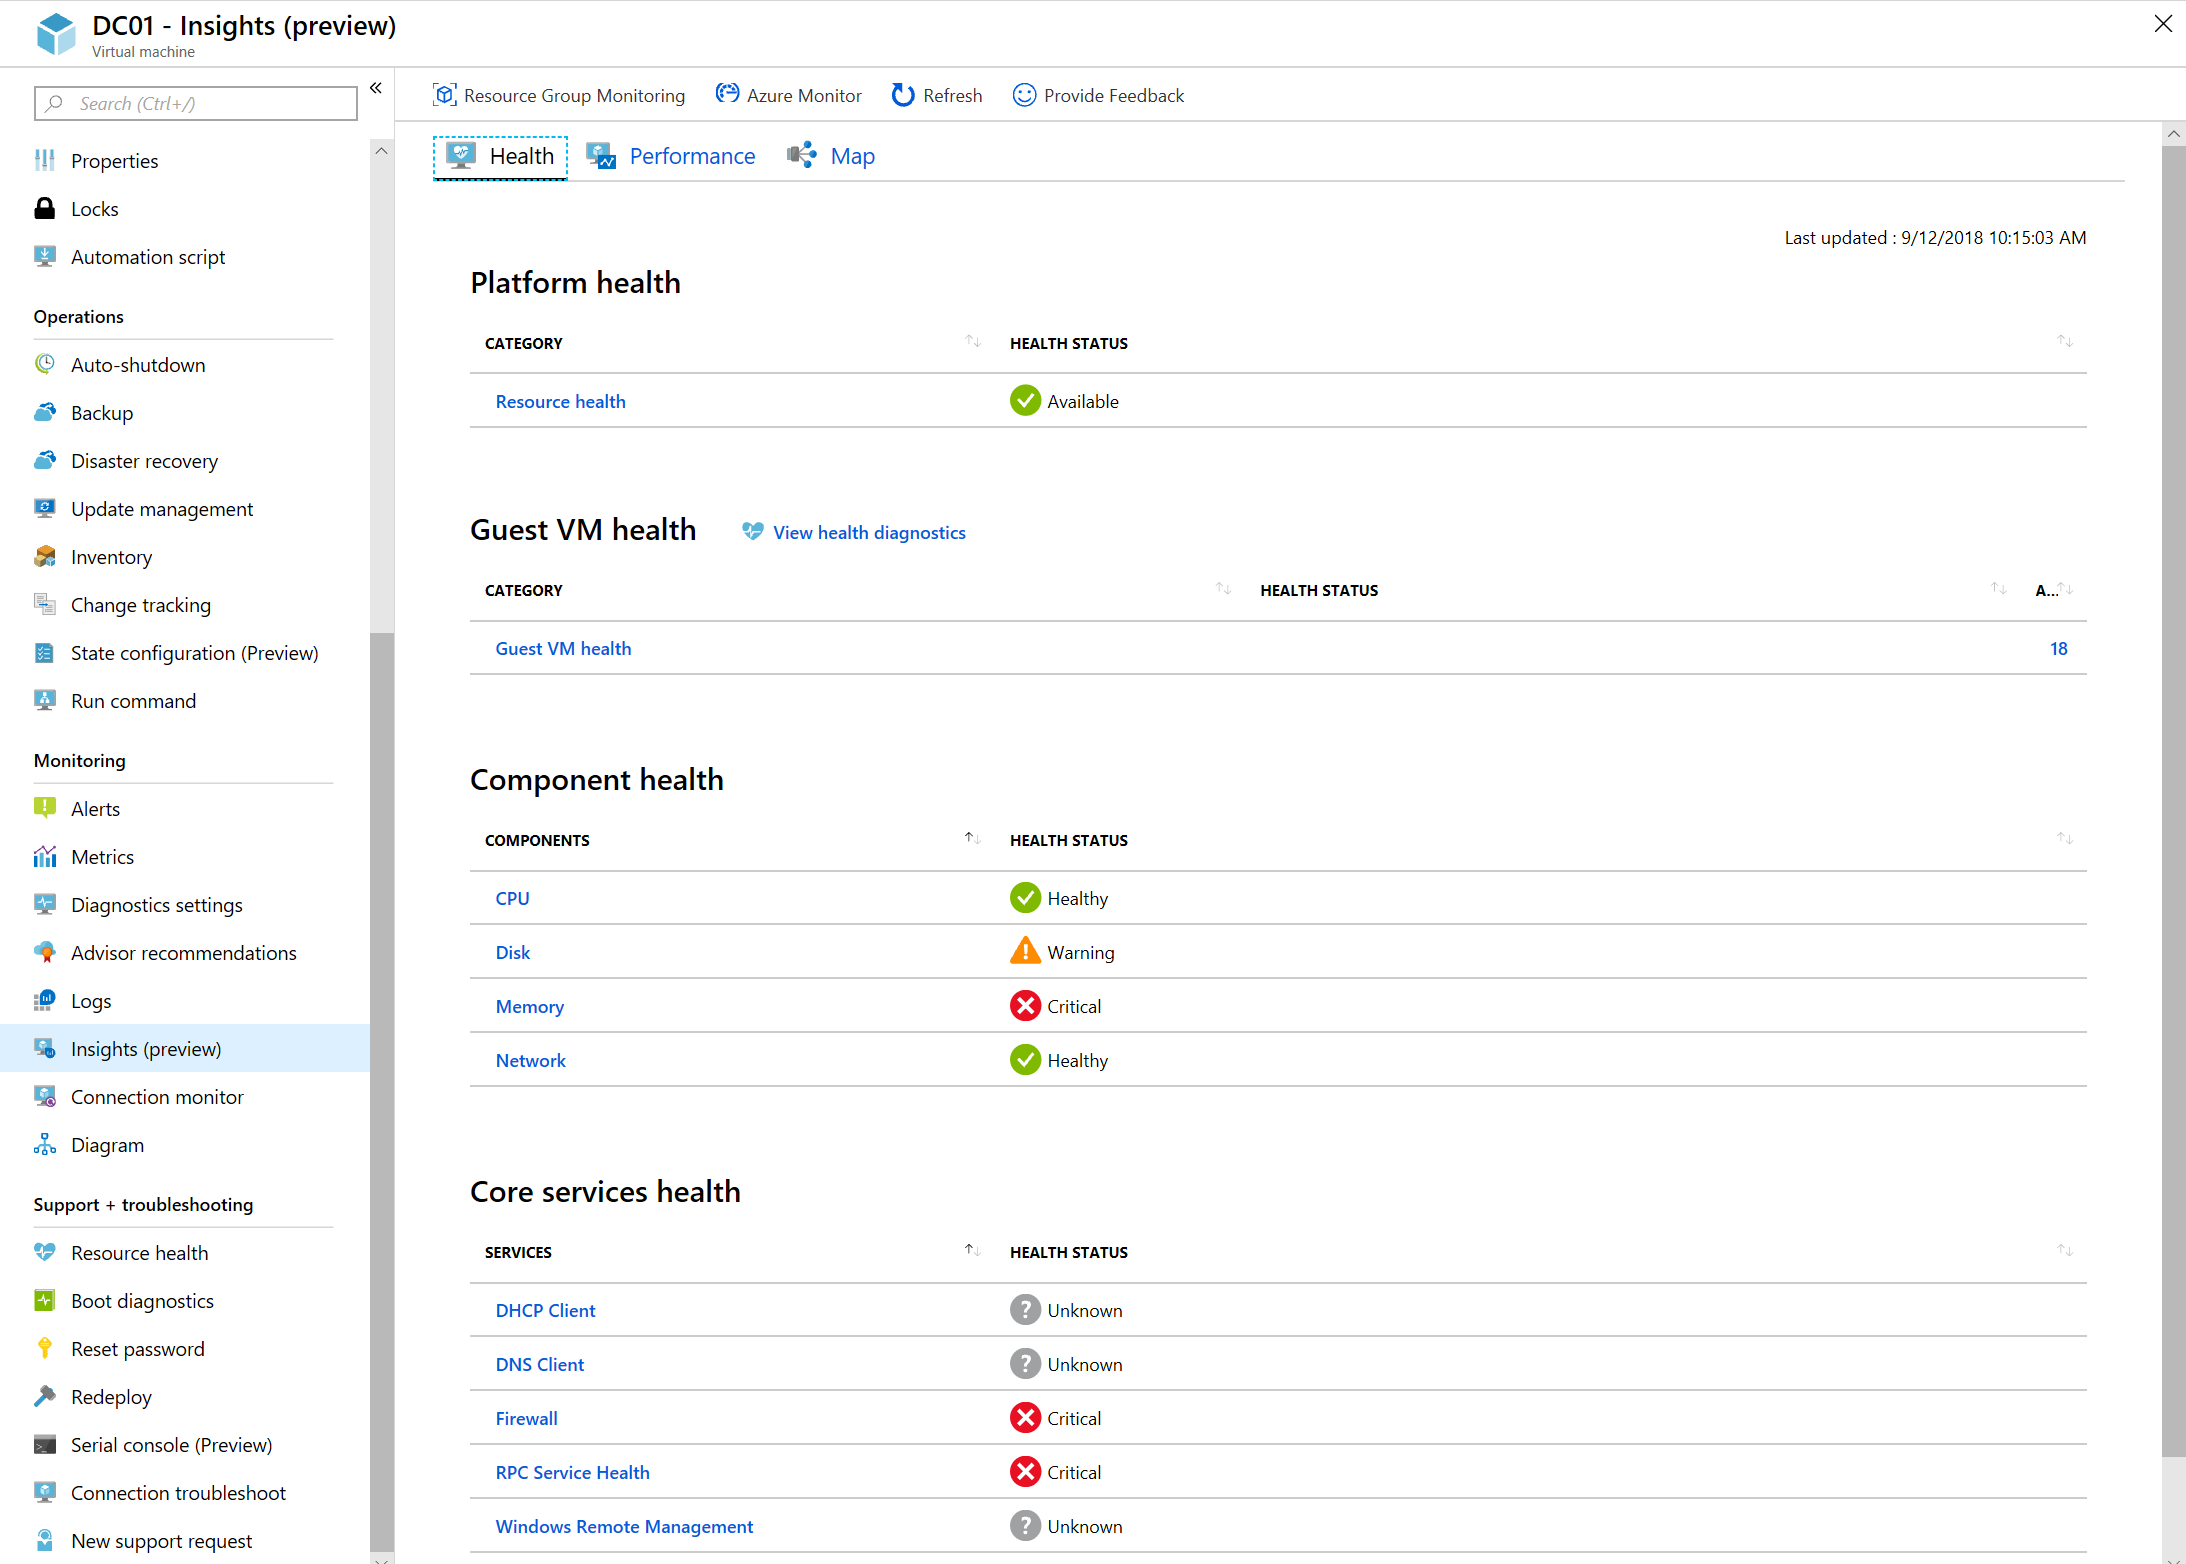 DC01 - Insights (preview)
Virtual machine
Search (Ctrl+/)
«
Properties
Locks
Automation script
Operations
Auto-shutdown
Backup
Disaster recovery
Update management
Inventory
Change tracking
State configuration (Preview)
Run command
Monitoring
Alerts
Metrics
Diagnostics settings
Advisor recommendations
Logs
Insights (preview)
Connection monitor
Diagram
Support + troubleshooting
Resource health
Boot diagnostics
Reset password
Redeploy
Serial console (Preview)
Connection troubleshoot
New support request
Resource Group Monitoring Azure Monitor Refresh Provide Feedback
Health Performance Map
Last updated : 9/12/2018 10:15:03 AM
Platform health
CATEGORY HEALTH STATUS
Resource health Available
Guest VM health View health diagnostics
CATEGORY HEALTH STATUS A...
Guest VM health 18
Component health
COMPONENTS HEALTH STATUS
CPU Healthy
Disk Warning
Memory Critical
Network Healthy
Core services health
SERVICES HEALTH STATUS
DHCP Client Unknown
DNS Client Unknown
Firewall Critical
RPC Service Health Critical
Windows Remote Management Unknown